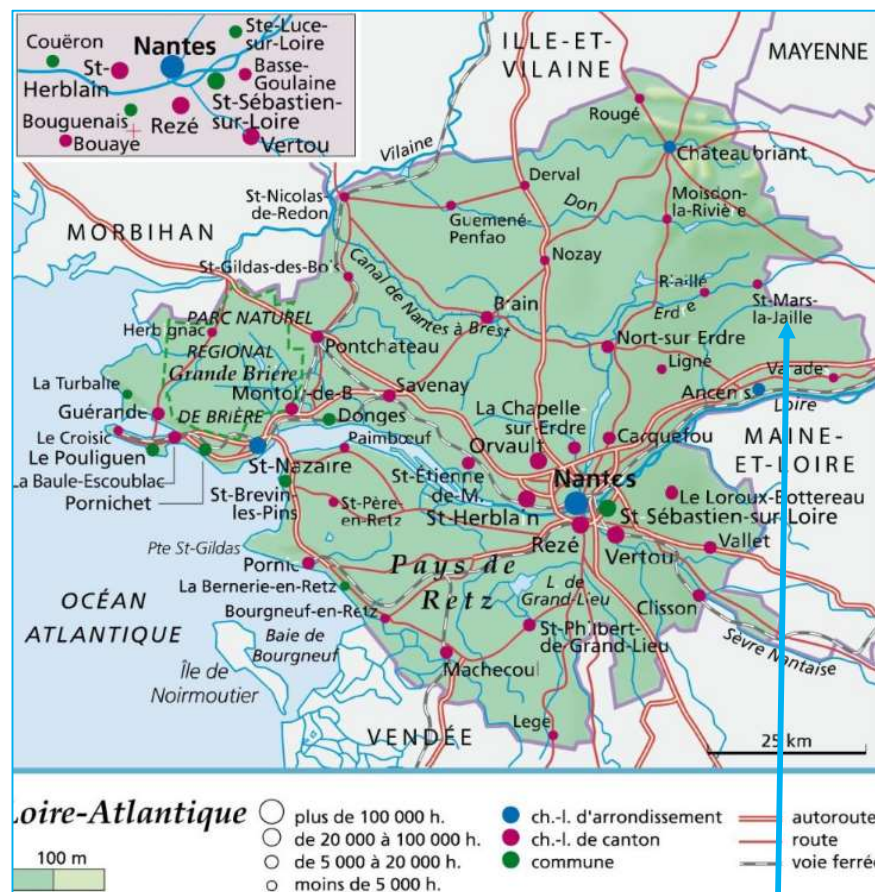 Couëron
Ste-Luce-
sur-Loire
Nantes
St-
Herblain
Basse-
Goulaine
Bouguenais
Rezé
St-Sébastien-
sur-Loire
Bouaye
Vertou
ILLE-ET-
VILAINE
MAYENNE
Rougé
Vilaine
Châteaubriant
Derval
St-Nicolas-
de-Redon
Don
Moisdon-
la-Rivière
Guemené-
Penfao
MORBIHAN
Nozay
St-Gildas-des-Bois
Canal de Nantes à Brest
Riaillé
Erdre
St-Mars-
la-Jaille
PARC NATUREL
Blain
Herbignac
RÉGIONAL
Pontchateau
Nort-sur Erdre
Grande Brière
Ligné
Varade
La Turballe
Savenay
Montoir-de-B.
Ancenis
Loire
Guérande
DE BRIÈRE
Donges
La Chapelle
-sur-Erdre
Le Croisic
Paimbœuf
Orvault
Carquefou
MAINE-
ET-LOIRE
Le Pouliguen
St-Nazaire
St-Étienne
de-M.
Nantes
La Baule-Escoublac
Le Loroux-Bottereau
Pornichet
St-Brevin
les-Pins
St-Père-
en-Retz
St-Herblain
St-Sébastien-sur-Loire
Rezé
Vertou
Vallet
Pte St-Gildas
Pornic
Pays de
Retz
La Bernerie-en-Retz
L. de
Grand-Lieu
Clisson
OCÉAN
ATLANTIQUE
Bourgneuf-en-Retz
Baie de
Bourgneuf
St-Philbert-
de-Grand-Lieu
Sèvre Nantaise
Île de
Noirmoutier
Machecoul
Legé
VENDÉE
25 km
Loire-Atlantique
plus de 100 000 h.
ch.-l. d'arrondissement
autoroute
de 20 000 à 100 000 h.
ch.-l. de canton
route
de 5 000 à 20 000 h.
commune
voie ferrée
100 m
moins de 5 000 h.